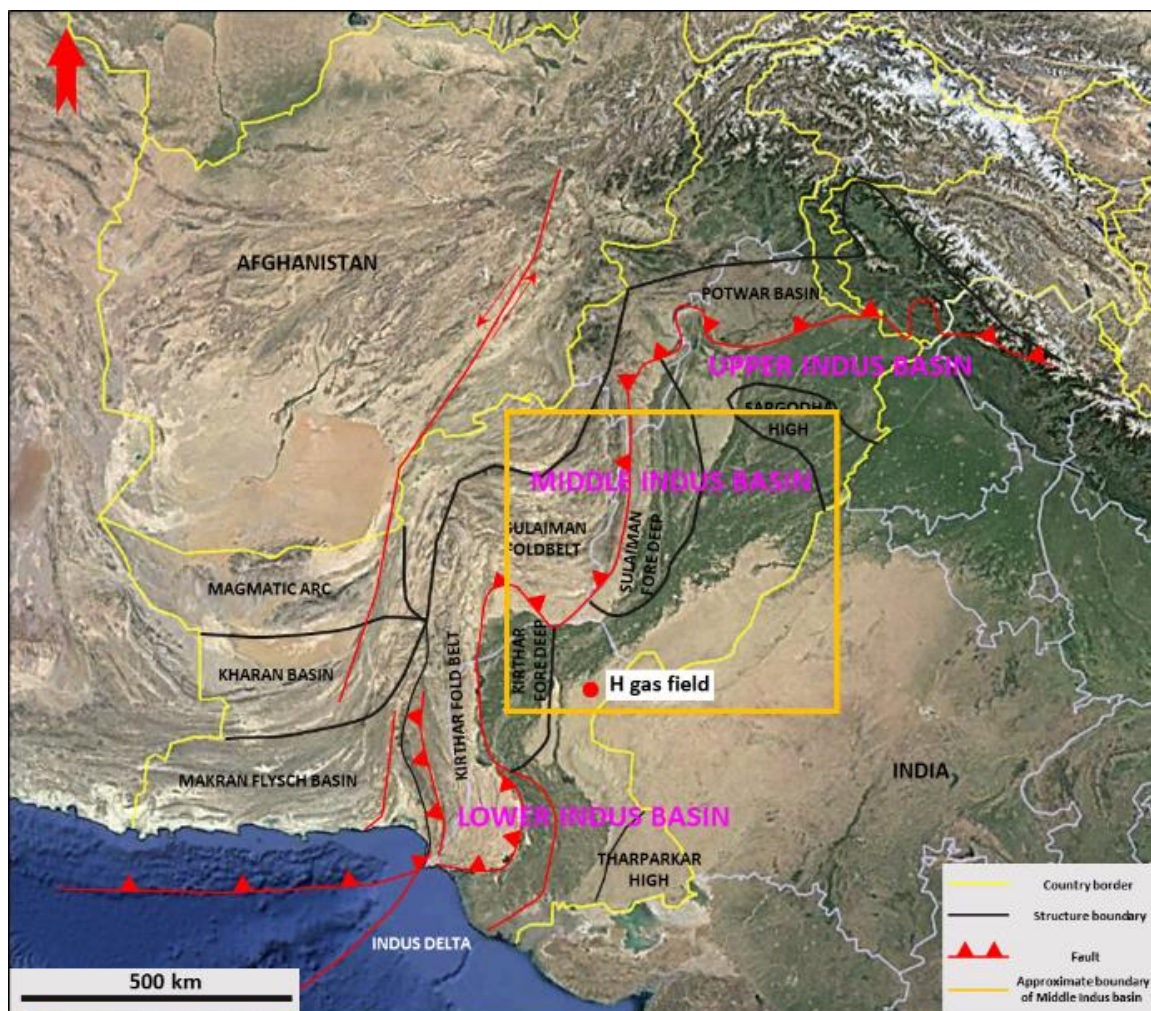 AFGHANISTAN
POTWAR BASIN
UPPER INDUS BASIN
SARGODHA
HIGH
MIDDLE INDUS BASIN
SULAIMAN
FOLDBELT
SULAIMAN
FORE DEEP
MAGMATIC ARC
KHARAN BASIN
KIRTHAR FOLD BELT
KIRTHAR
FORE DEEP
H gas field
MAKRAN FLYSCH BASIN
INDIA
LOWER INDUS BASIN
THARPARKAR
HIGH
INDUS DELTA
500 km
Country border
Structure boundary
Fault
Approximate boundary
of Middle Indus basin